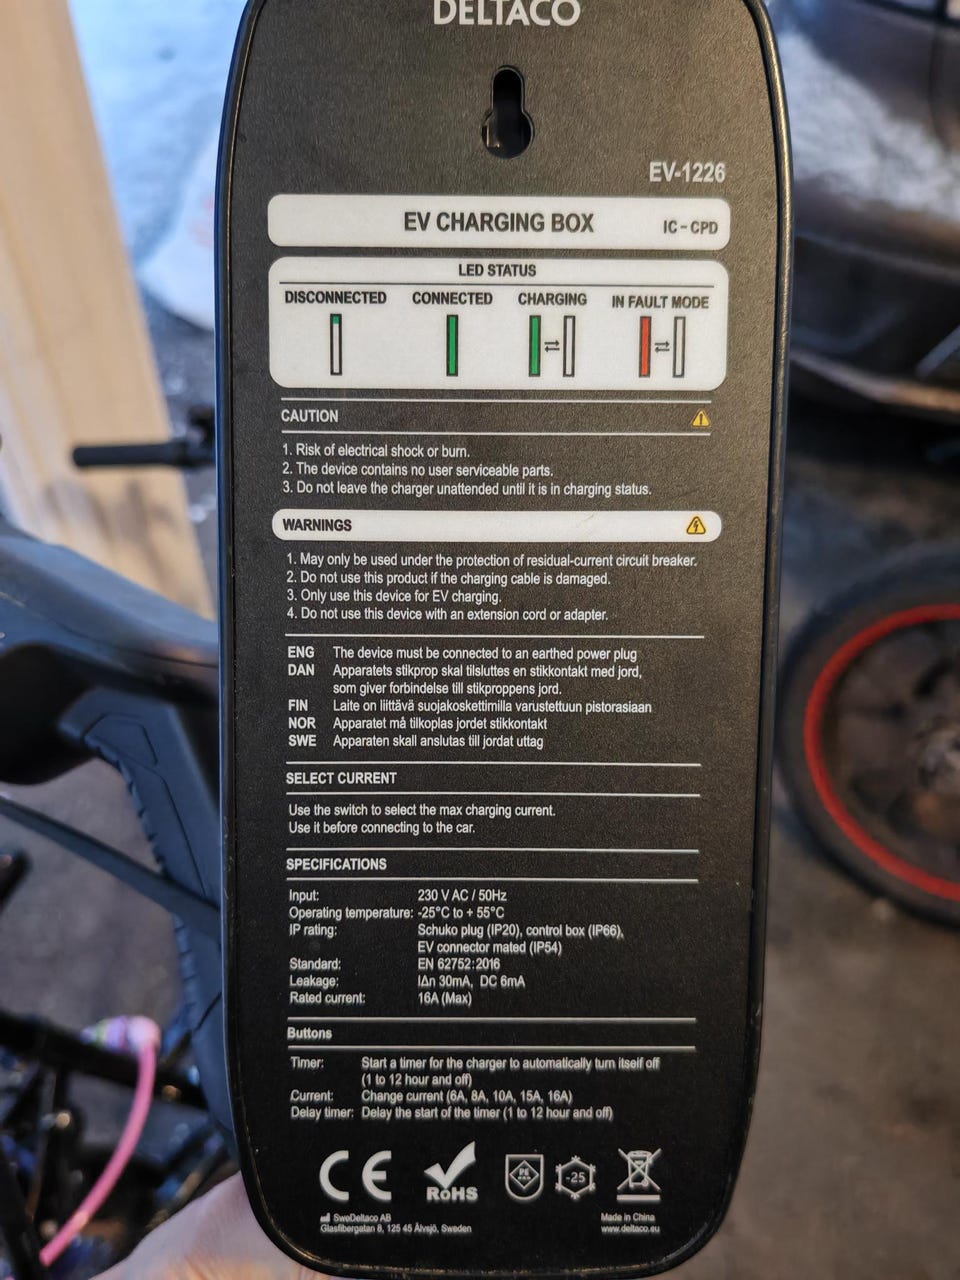 DELTACO
EV-1226
EV CHARGING BOX IC-CPD
LED STATUS
DISCONNECTED CONNECTED CHARGING IN FAULT MODE
CAUTION
1. Risk of electrical shock or burn.
2. The device contains no user serviceable parts.
3. Do not leave the charger unattended until it is in charging status.
WARNINGS
1. May only be used under the protection of residual-current circuit breaker.
2. Do not use this product if the charging cable is damaged.
3. Only use this device for EV charging.
4. Do not use this device with an extension cord or adapter.
ENG The device must be connected to an earthed power plug
DAN Apparatets stikprop skal tilsluttes en stikkontakt med jord,
som giver forbindelse till stikproppens jord.
FIN Laite on liittävä suojakoskettimilla varustettuun pistorasiaan
NOR Apparatet må tilkoplas jordet stikkontakt
SWE Apparaten skall anslutas till jordat uttag
SELECT CURRENT
Use the switch to select the max charging current.
Use it before connecting to the car.
SPECIFICATIONS
Input: 230 V AC / 50Hz
Operating temperature: -25°C to + 55°C
IP rating: Schuko plug (IP20), control box (IP66),
EV connector mated (IP54)
Standard: EN 62752:2016
Leakage: IΔn 30mA, DC 6mA
Rated current: 16A (Max)
Buttons
Timer: Start a timer for the charger to automatically turn itself off
(1 to 12 hour and off)
Current: Change current (6A, 8A, 10A, 15A, 16A)
Delay timer: Delay the start of the timer (1 to 12 hour and off)
CE RoHS PE -25
SweDeltaco AB Made in China
Glasfibergatan 8, 125 45 Älvsjö, Sweden www.deltaco.eu